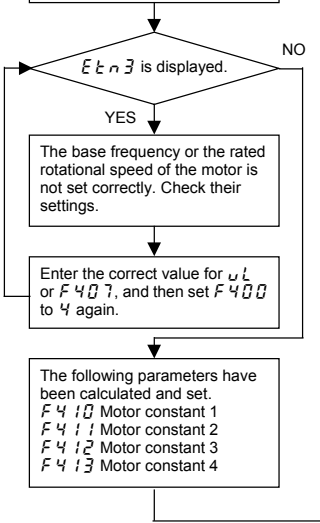 Etn3 is displayed.
NO
YES
The base frequency or the rated
rotational speed of the motor is
not set correctly. Check their
settings.
Enter the correct value for uL
or F407, and then set F400
to 4 again.
The following parameters have
been calculated and set.
F410 Motor constant 1
F411 Motor constant 2
F412 Motor constant 3
F413 Motor constant 4